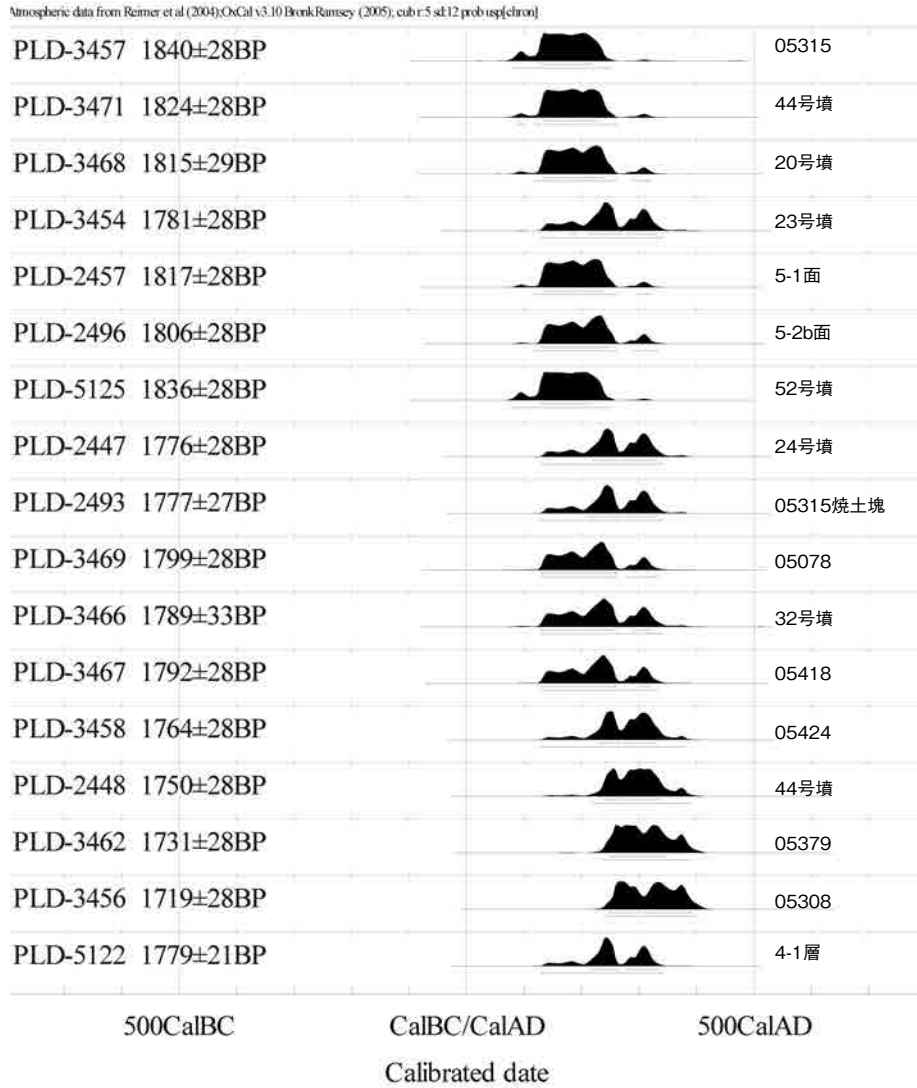 Atmospheric data from Reimer et al (2004);OxCal v3.10 Bronk Ramsey (2005); cub r:5 sd:12 prob usp[chron]
PLD-3457 1840±28BP 05315
PLD-3471 1824±28BP 44号墳
PLD-3468 1815±29BP 20号墳
PLD-3454 1781±28BP 23号墳
PLD-2457 1817±28BP 5-1面
PLD-2496 1806±28BP 5-2b面
PLD-5125 1836±28BP 52号墳
PLD-2447 1776±28BP 24号墳
PLD-2493 1777±27BP 05315焼土塊
PLD-3469 1799±28BP 05078
PLD-3466 1789±33BP 32号墳
PLD-3467 1792±28BP 05418
PLD-3458 1764±28BP 05424
PLD-2448 1750±28BP 44号墳
PLD-3462 1731±28BP 05379
PLD-3456 1719±28BP 05308
PLD-5122 1779±21BP 4-1層
500CalBC CalBC/CalAD 500CalAD
Calibrated date